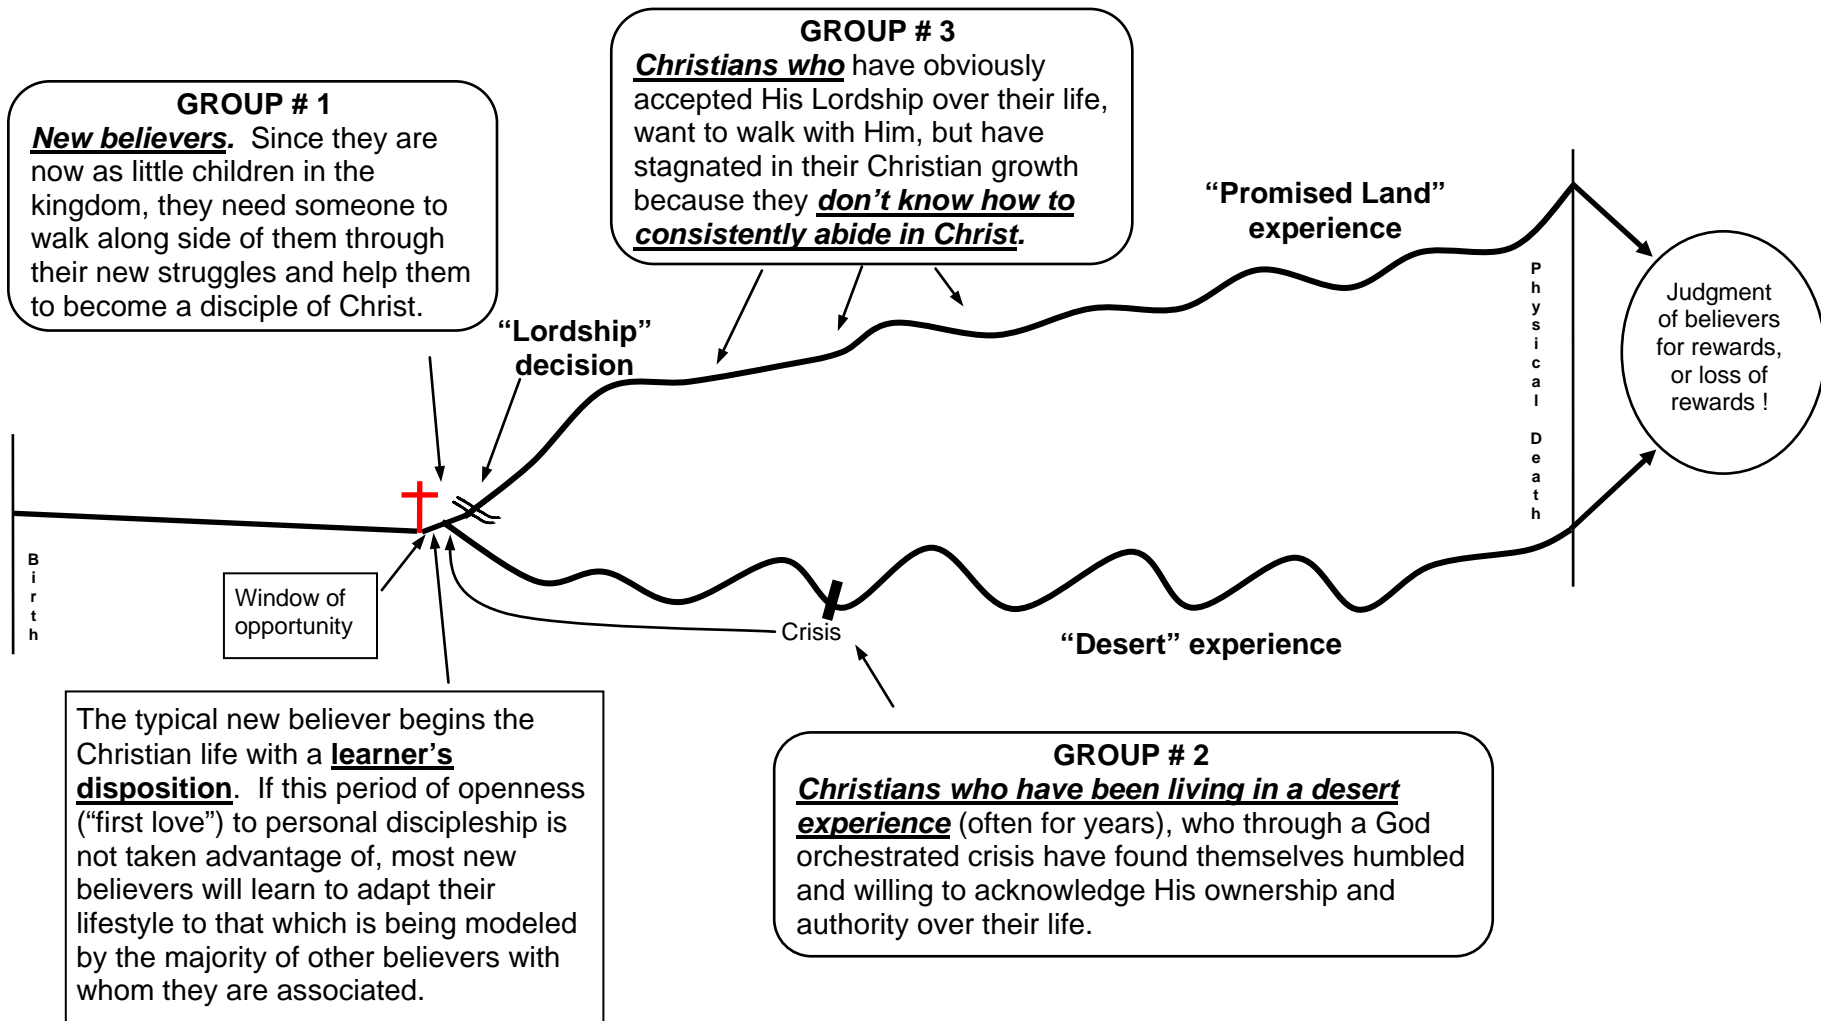 GROUP # 1
New believers.  Since they are
now as little children in the
kingdom, they need someone to
walk along side of them through
their new struggles and help them
to become a disciple of Christ.
GROUP # 3
Christians who have obviously
accepted His Lordship over their life,
want to walk with Him, but have
stagnated in their Christian growth
because they don’t know how to
consistently abide in Christ.
“Lordship”
decision
“Promised Land”
experience
Physical Death
Judgment
of believers
for rewards,
or loss of
rewards !
Birth
Window of
opportunity
Crisis
“Desert” experience
The typical new believer begins the
Christian life with a learner’s
disposition.  If this period of openness
(“first love”) to personal discipleship is
not taken advantage of, most new
believers will learn to adapt their
lifestyle to that which is being modeled
by the majority of other believers with
whom they are associated.
GROUP # 2
Christians who have been living in a desert
experience (often for years), who through a God
orchestrated crisis have found themselves humbled
and willing to acknowledge His ownership and
authority over their life.